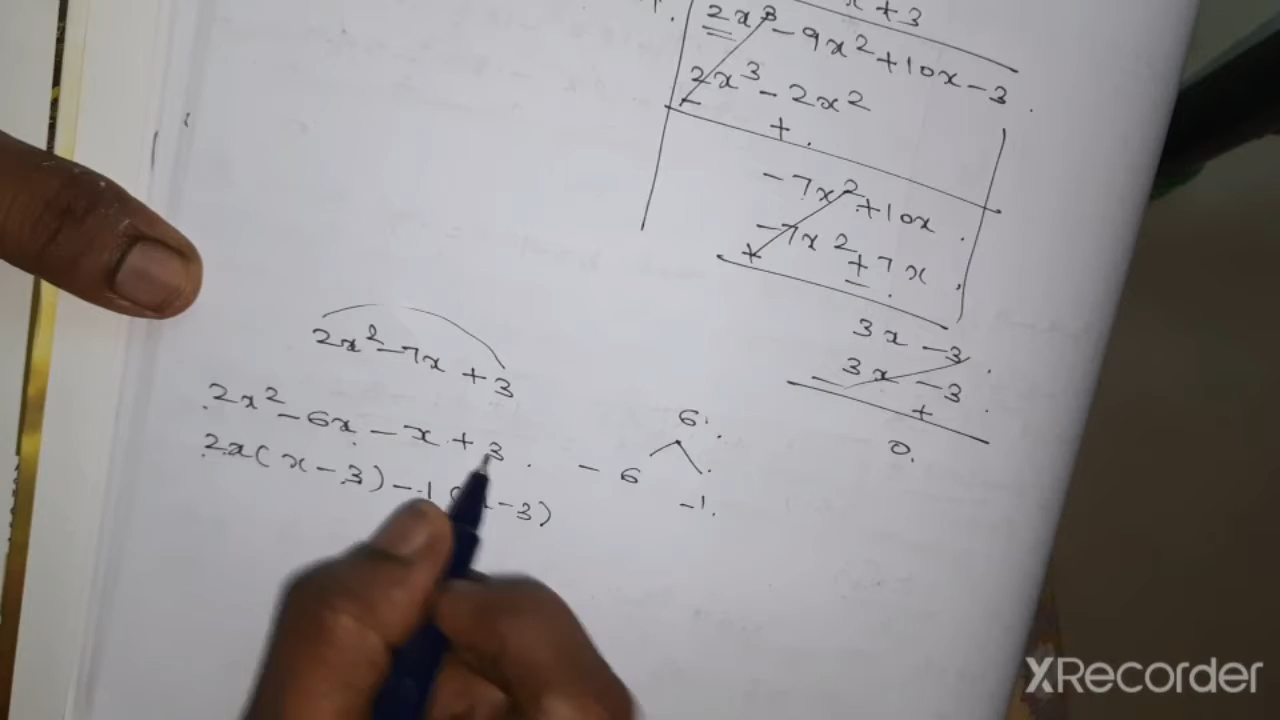 x + 3
2x³ - 9x² + 10x - 3
2x³ - 2x²
- +
-7x² + 10x
-7x² + 7x
+ -
3x - 3
3x - 3
- +
0.
2x² - 7x + 3
2x² - 6x - x + 3
2x(x - 3) - 1(x - 3)
6
- 6 -1
XRecorder